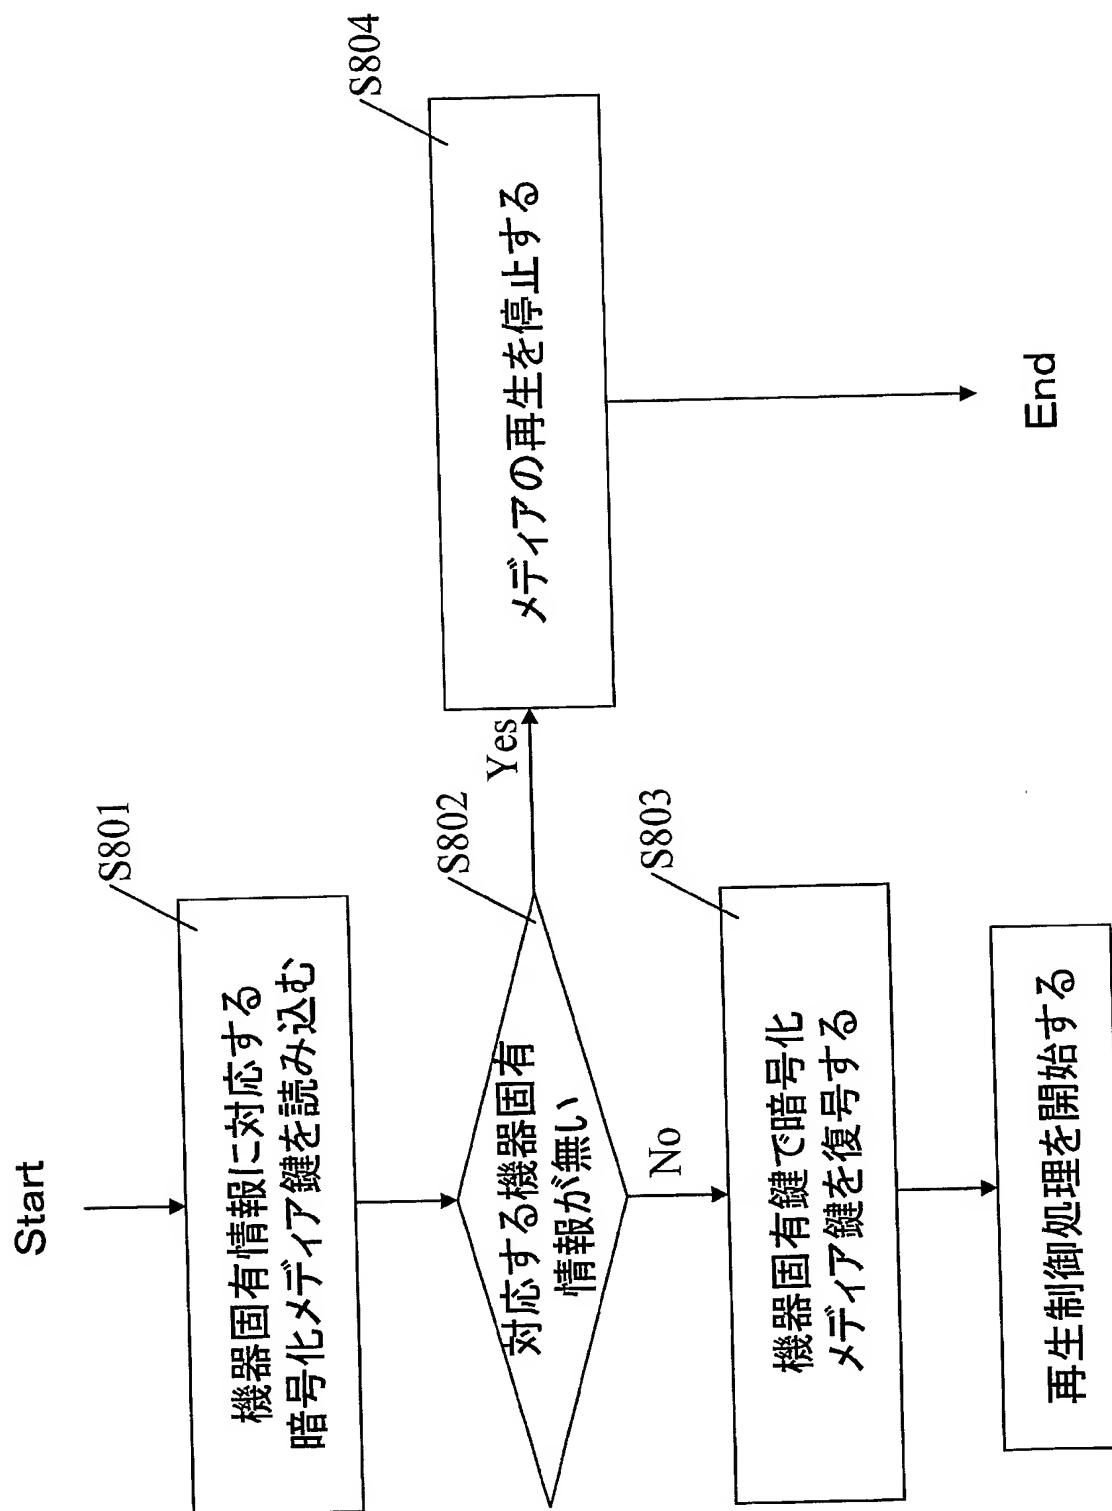 Start
S801
機器固有情報に対応する
暗号化メディア鍵を読み込む
S802
対応する機器固有
情報が無い
Yes
No
S803
機器固有鍵で暗号化
メディア鍵を復号する
再生制御処理を開始する
S804
メディアの再生を停止する
End